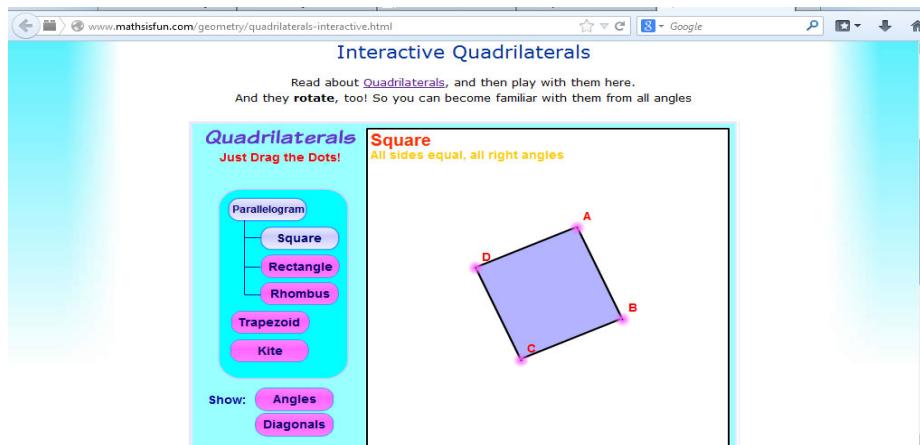 www.mathsisfun.com/geometry/quadrilaterals-interactive.html
8 Google
Interactive Quadrilaterals
Read about Quadrilaterals, and then play with them here.
And they rotate, too! So you can become familiar with them from all angles
Quadrilaterals
Just Drag the Dots!
Square
All sides equal, all right angles
Parallelogram
Square
Rectangle
Rhombus
Trapezoid
Kite
Show: Angles
Diagonals
A
D
B
C